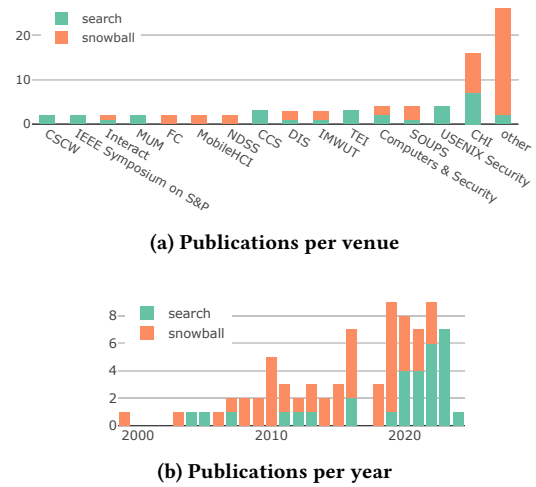 search
snowball
20
10
0
CSCW
IEEE Symposium on S&P
Interact
MUM
FC
MobileHCI
NDSS
CCS
DIS
IMWUT
TEI
Computers & Security
SOUPS
USENIX Security
CHI
other
(a) Publications per venue
search
snowball
8
6
4
2
0
2000
2010
2020
(b) Publications per year